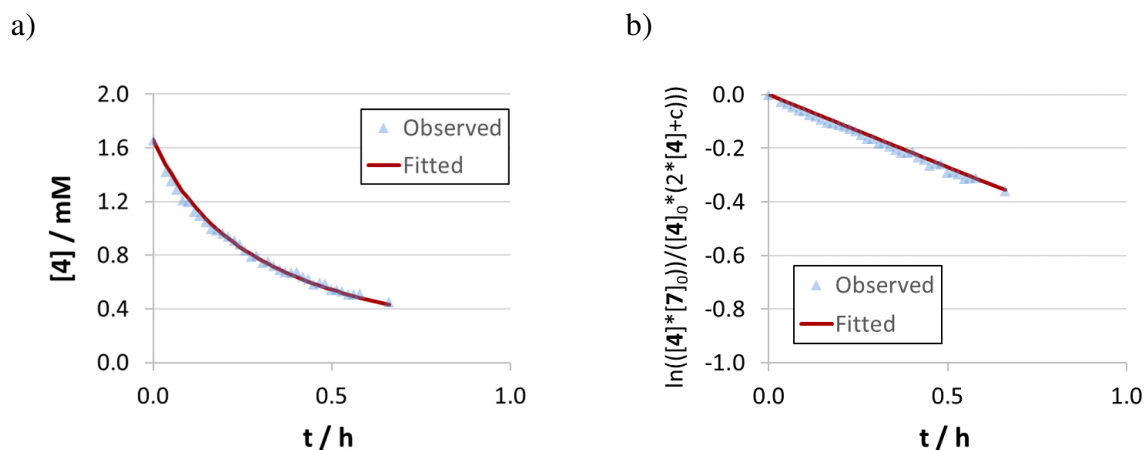 a)
b)
2.0
1.6
1.2
0.8
0.4
0.0
[4] / mM
Observed
Fitted
0.0
0.5
1.0
t / h
0.0
-0.2
-0.4
-0.6
-0.8
-1.0
ln(([4]*[7]₀))/([4]₀*(2*[4]+c)))
Observed
Fitted
0.0
0.5
1.0
t / h